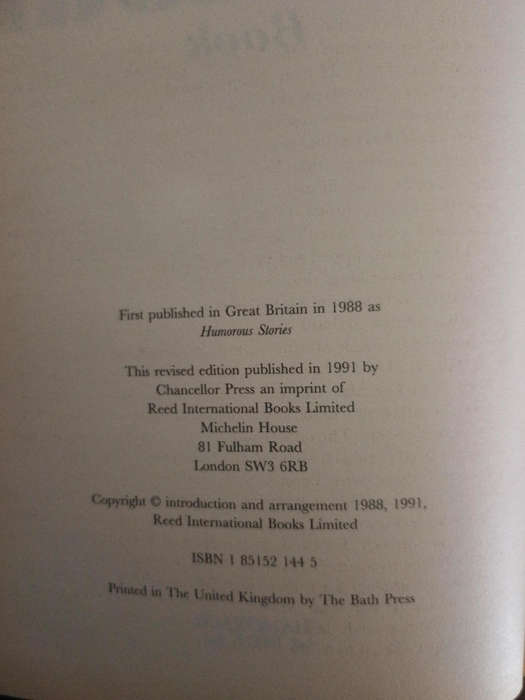 First published in Great Britain in 1988 as
Humorous Stories
This revised edition published in 1991 by
Chancellor Press an imprint of
Reed International Books Limited
Michelin House
81 Fulham Road
London SW3 6RB
Copyright © introduction and arrangement 1988, 1991,
Reed International Books Limited
ISBN 1 85152 144 5
Printed in The United Kingdom by The Bath Press